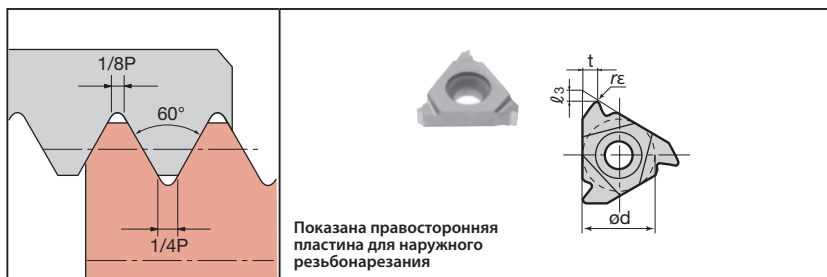 1/8P
60°
1/4P
t
rε
ℓ3
ød
Показана правосторонняя
пластина для наружного
резьбонарезания